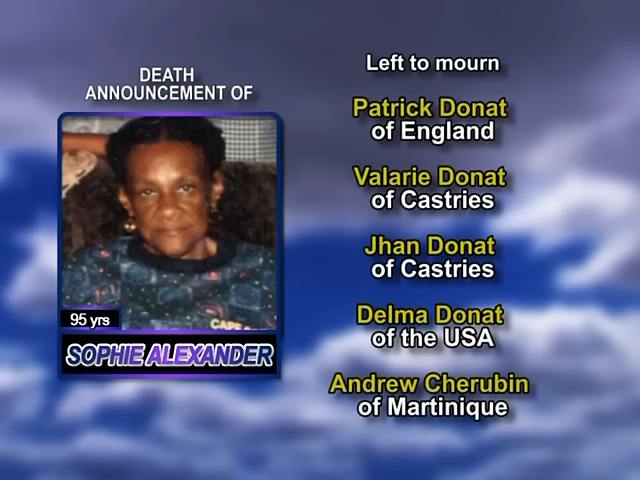 DEATH
ANNOUNCEMENT OF
95 yrs
SOPHIE ALEXANDER
Left to mourn
Patrick Donat
of England
Valarie Donat
of Castries
Jhan Donat
of Castries
Delma Donat
of the USA
Andrew Cherubin
of Martinique